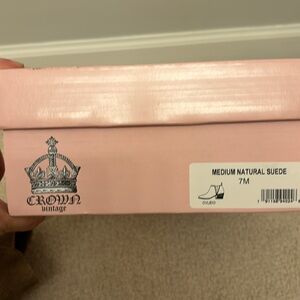 CROWN
vintage
MEDIUM NATURAL SUEDE
7M